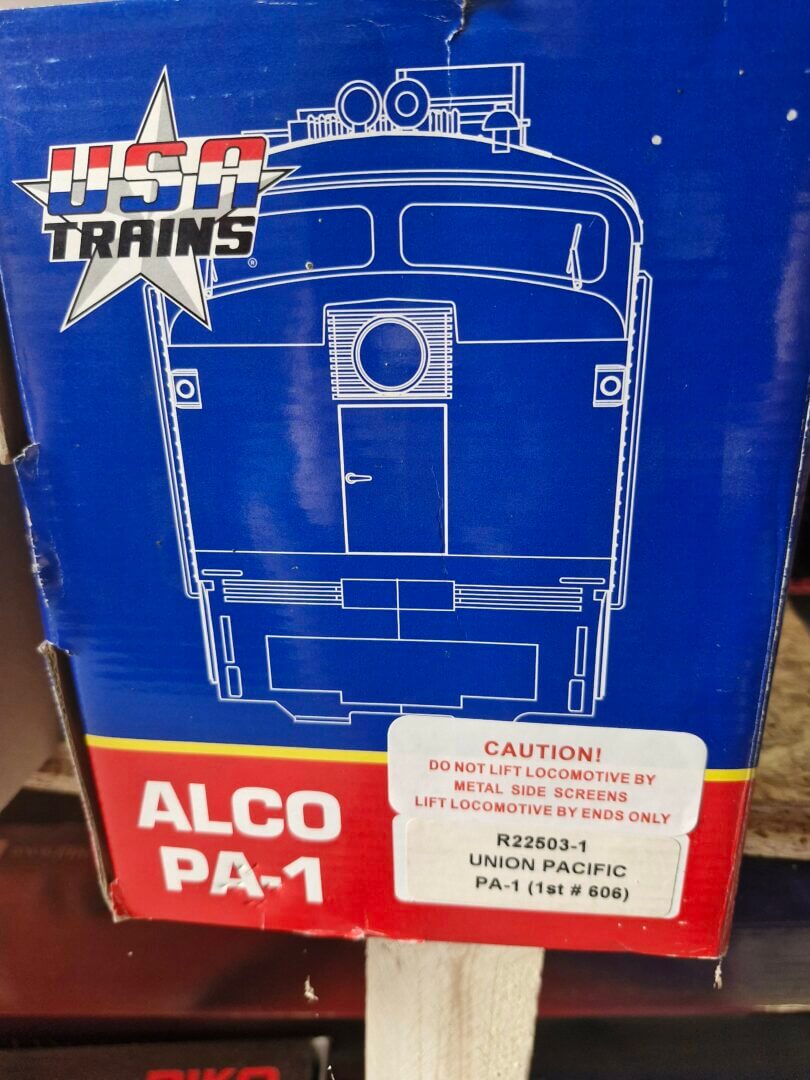 USA
TRAINS
®
ALCO
PA-1
CAUTION!
DO NOT LIFT LOCOMOTIVE BY
METAL SIDE SCREENS
LIFT LOCOMOTIVE BY ENDS ONLY
R22503-1
UNION PACIFIC
PA-1 (1st # 606)
PIKO